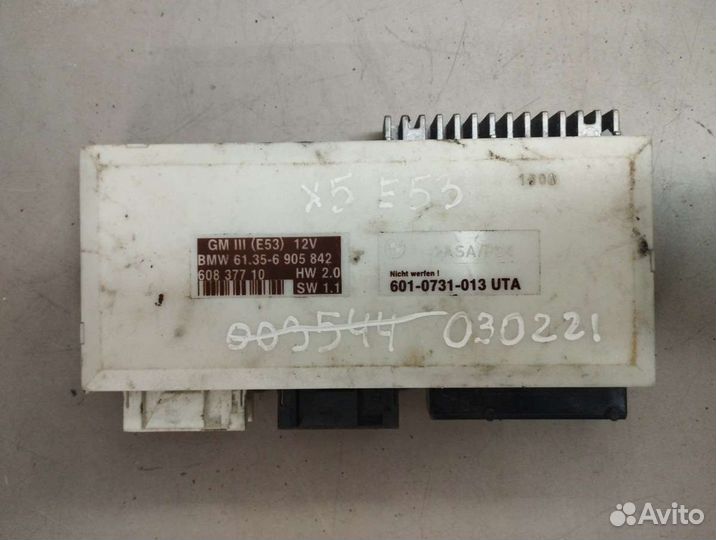 X5 E53
1808
GM III (E53) 12V
BMW 61.35-6 905 842
608 377 10 HW 2.0
SW 1.1
Nicht werfen !
601-0731-013 UTA
009544 030221
Avito